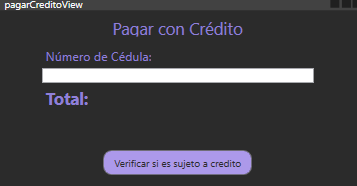 pagarCreditoView
Pagar con Crédito
Número de Cédula:
Total:
Verificar si es sujeto a credito